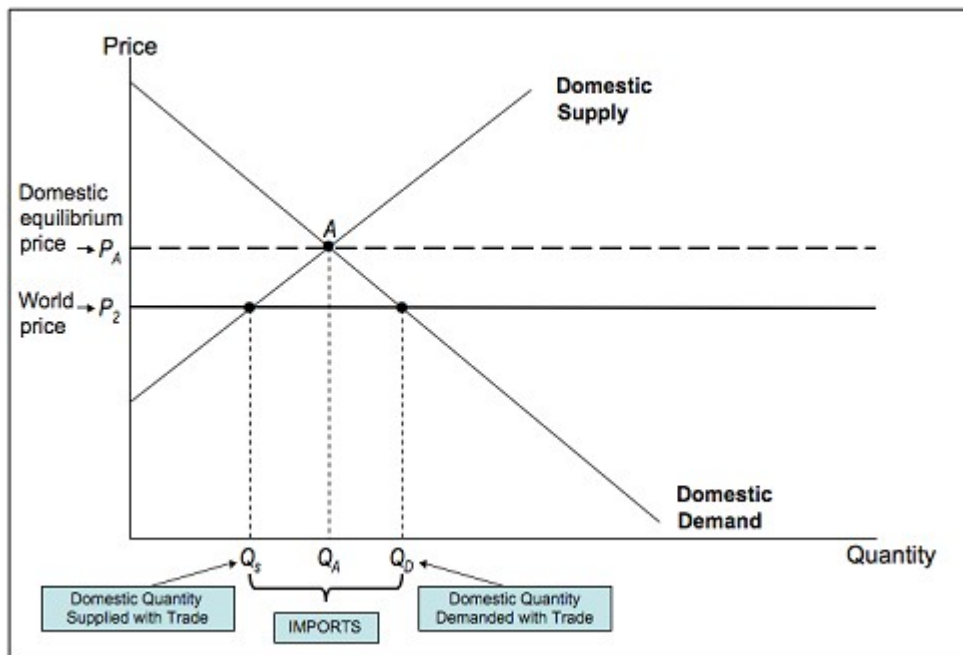 Price
Domestic
Supply
Domestic
equilibrium
price → P_A
A
World
price → P_2
Domestic
Demand
Quantity
Q_s Q_A Q_D
Domestic Quantity
Supplied with Trade
IMPORTS
Domestic Quantity
Demanded with Trade